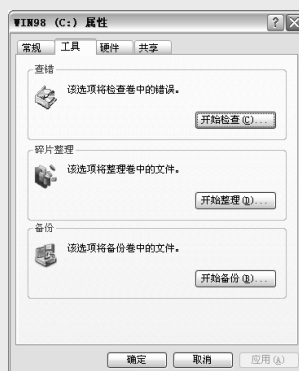 WIN98 (C:) 属性
常规 工具 硬件 共享
查错
该选项将检查卷中的错误。
开始检查(C)...
碎片整理
该选项将整理卷中的文件。
开始整理(D)...
备份
该选项将备份卷中的文件。
开始备份(B)...
确定 取消 应用(A)